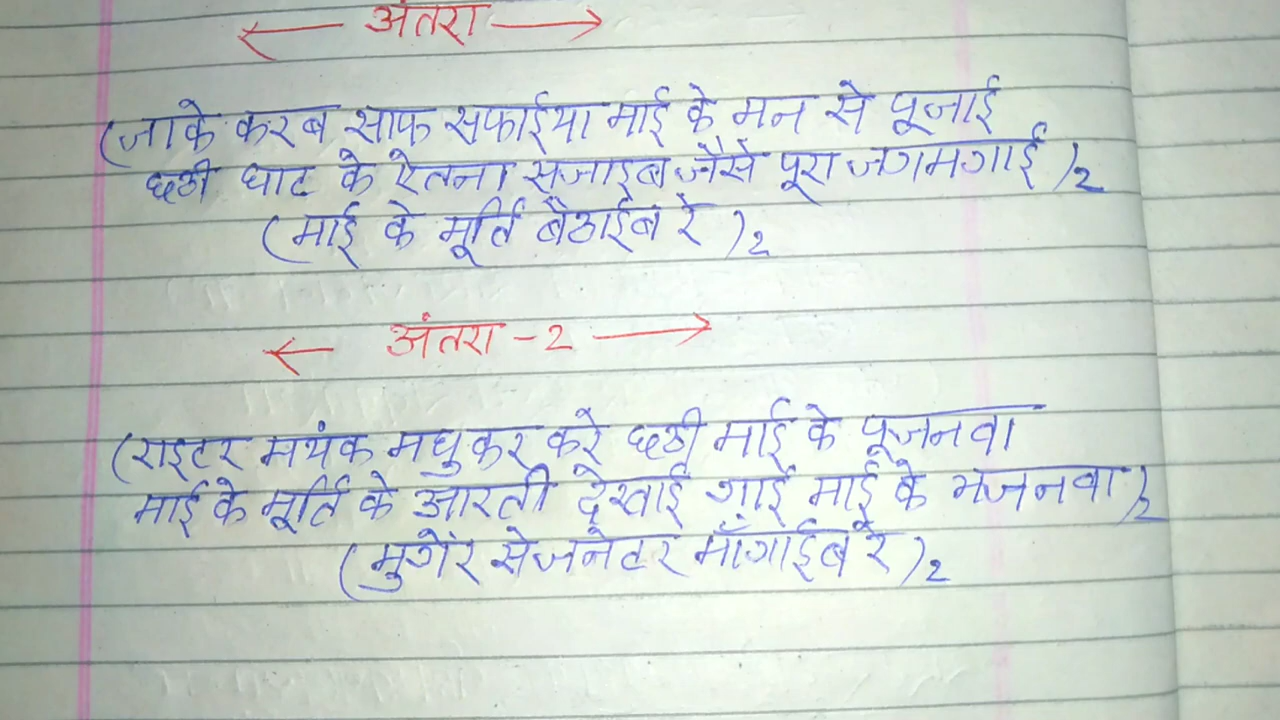 ← अंतरा →
(जाके करब साफ सफाईया माई के मन से पूजाई
छठी घाट के ऐतना सजाइब जैसे पूरा जगमगाई )2
(माई के मूर्ति बैठाईब रे )2
← अंतरा - 2 →
(राइटर मयंक मधुकर करे छठी माई के पूजनवा
माई के मूर्ति के आरती देखाई गाई माई के भजनवा )2
(मुगेंर सेजनेटर माँगाईब रे )2